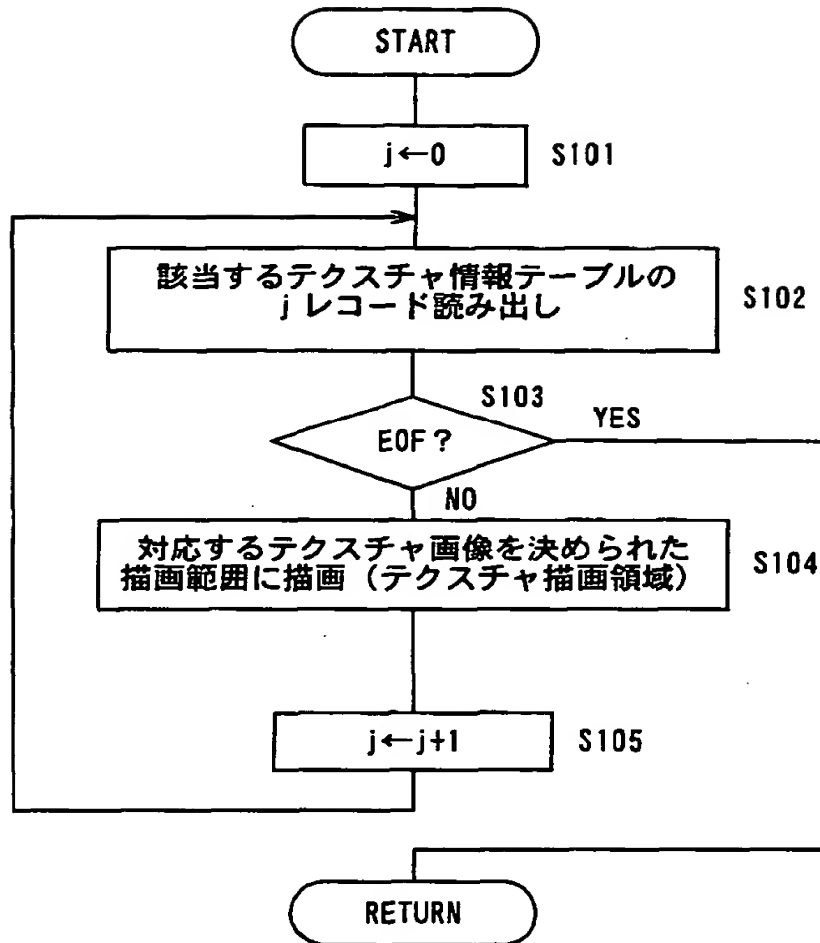 START
j←0
S101
該当するテクスチャ情報テーブルの
jレコード読み出し
S102
S103
EOF?
YES
NO
対応するテクスチャ画像を決められた
描画範囲に描画（テクスチャ描画領域）
S104
j←j+1
S105
RETURN